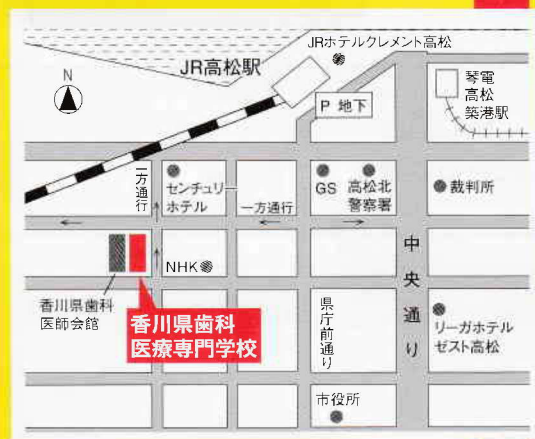 JRホテルクレメント高松
JR高松駅
N
P 地下
琴電
高松
築港駅
一方通行
センチュリー
ホテル
一方通行
GS
高松北
警察署
裁判所
NHK
中央通り
香川県歯科
医師会館
香川県歯科
医療専門学校
県庁前通り
リーガホテル
ゼスト高松
市役所